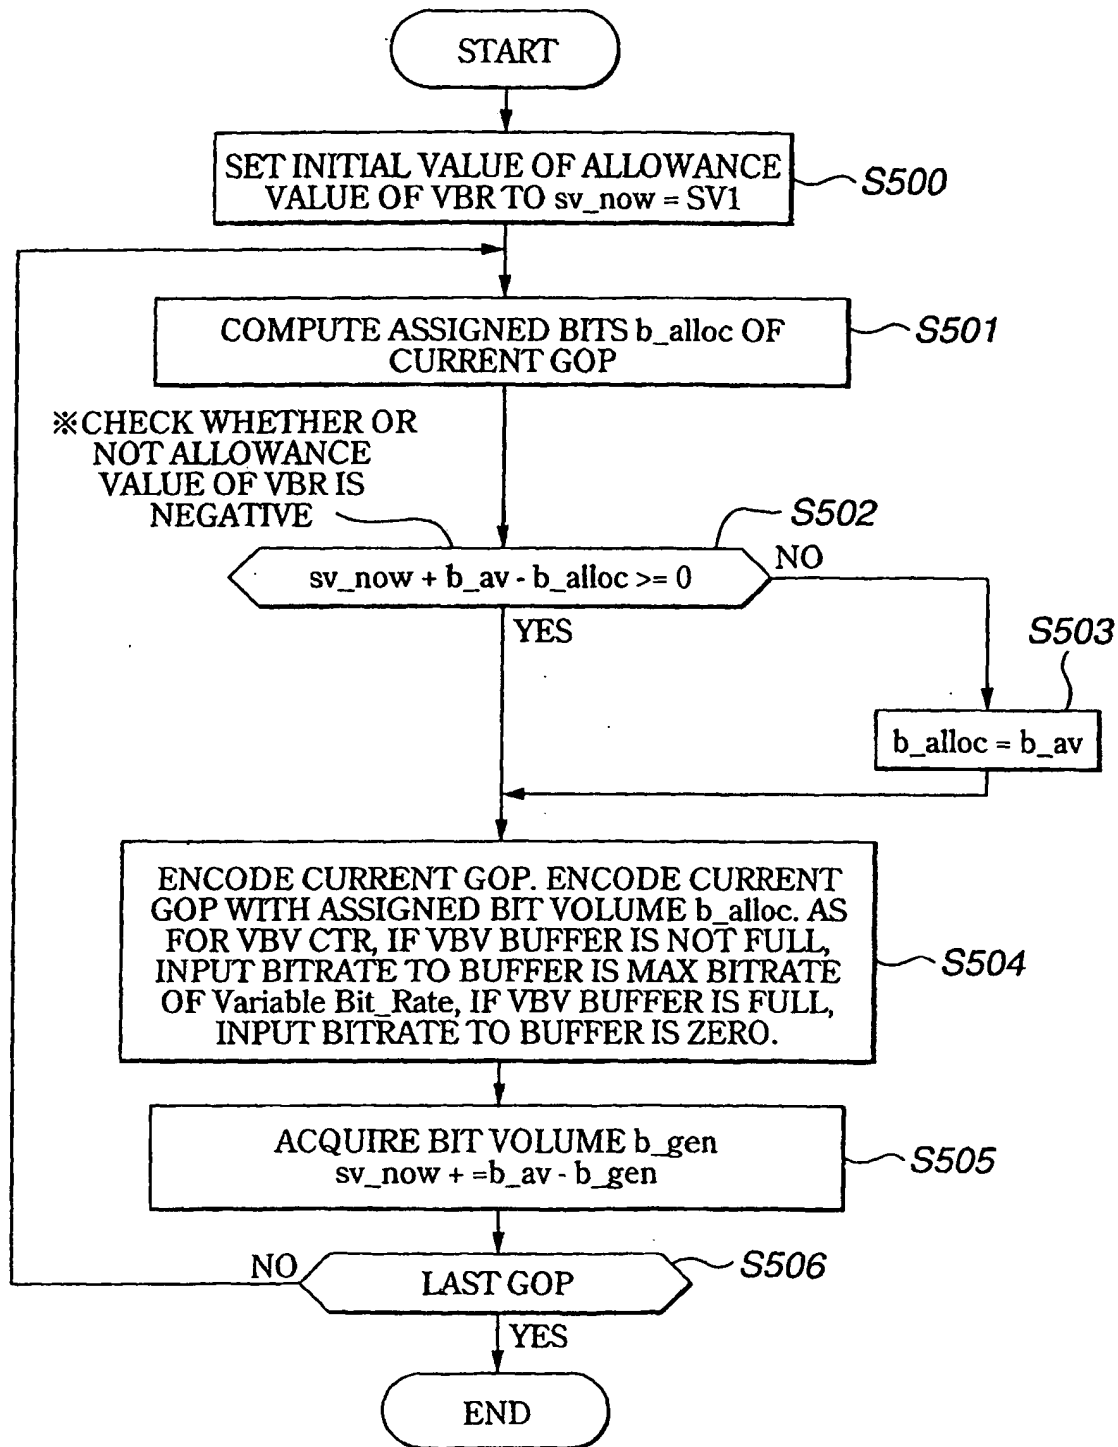 START
SET INITIAL VALUE OF ALLOWANCE
VALUE OF VBR TO sv_now = SV1
S500
COMPUTE ASSIGNED BITS b_alloc OF
CURRENT GOP
S501
※CHECK WHETHER OR
NOT ALLOWANCE
VALUE OF VBR IS
NEGATIVE
S502
sv_now + b_av - b_alloc >= 0
NO
YES
S503
b_alloc = b_av
ENCODE CURRENT GOP. ENCODE CURRENT
GOP WITH ASSIGNED BIT VOLUME b_alloc. AS
FOR VBV CTR, IF VBV BUFFER IS NOT FULL,
INPUT BITRATE TO BUFFER IS MAX BITRATE
OF Variable Bit_Rate, IF VBV BUFFER IS FULL,
INPUT BITRATE TO BUFFER IS ZERO.
S504
ACQUIRE BIT VOLUME b_gen
sv_now + =b_av - b_gen
S505
NO
LAST GOP
S506
YES
END